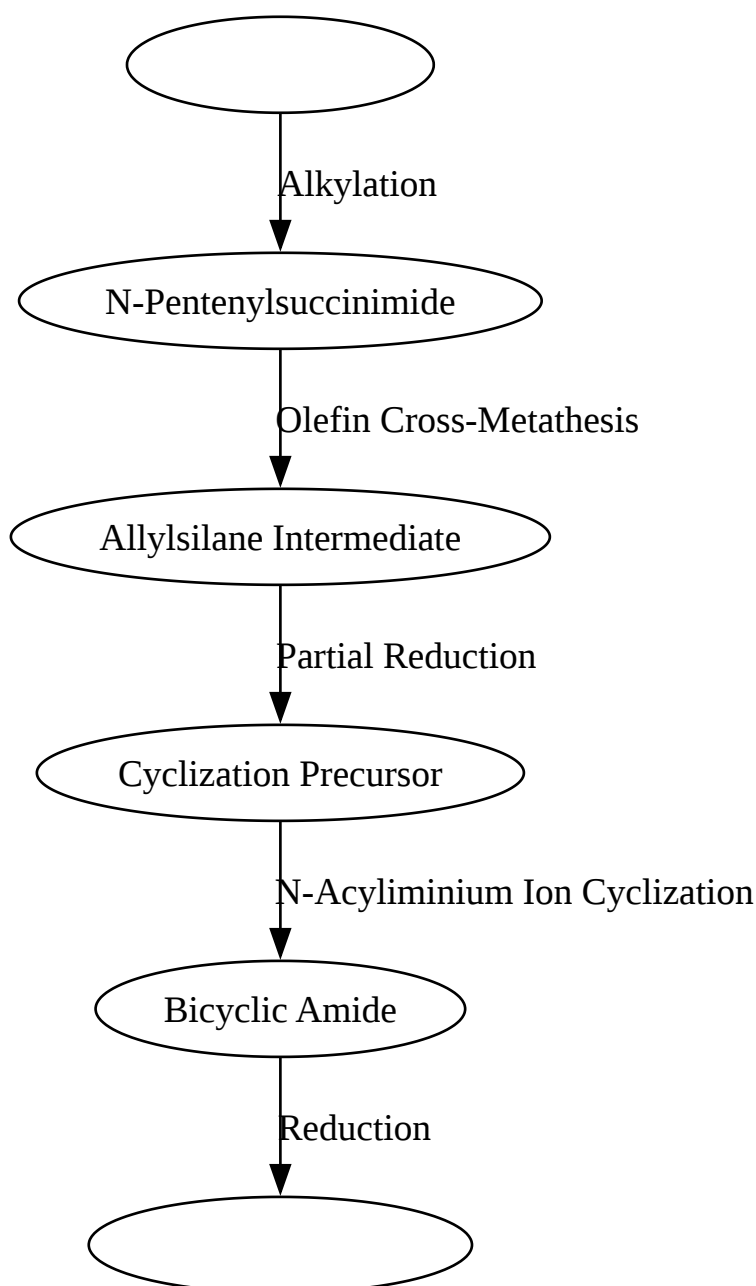 Alkylation
N-Pentenylsuccinimide
Olefin Cross-Metathesis
Allylsilane Intermediate
Partial Reduction
Cyclization Precursor
N-Acyliminium Ion Cyclization
Bicyclic Amide
Reduction